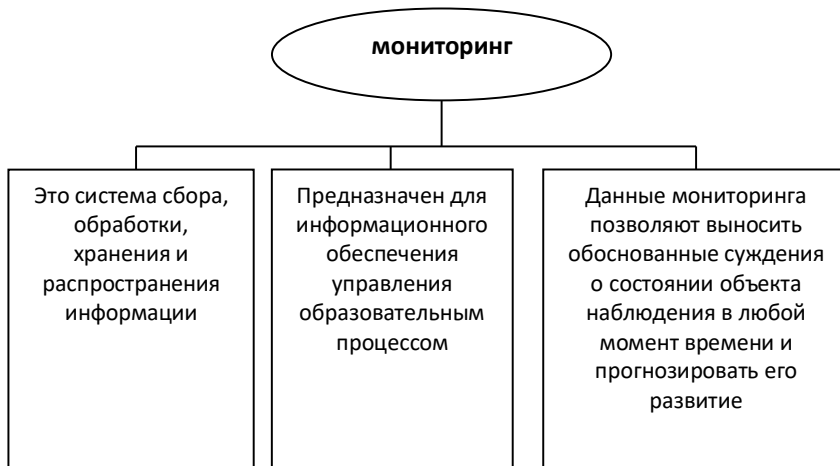 мониторинг
Это система сбора,
обработки,
хранения и
распространения
информации
Предназначен для
информационного
обеспечения
управления
образовательным
процессом
Данные мониторинга
позволяют выносить
обоснованные суждения
о состоянии объекта
наблюдения в любой
момент времени и
прогнозировать его
развитие